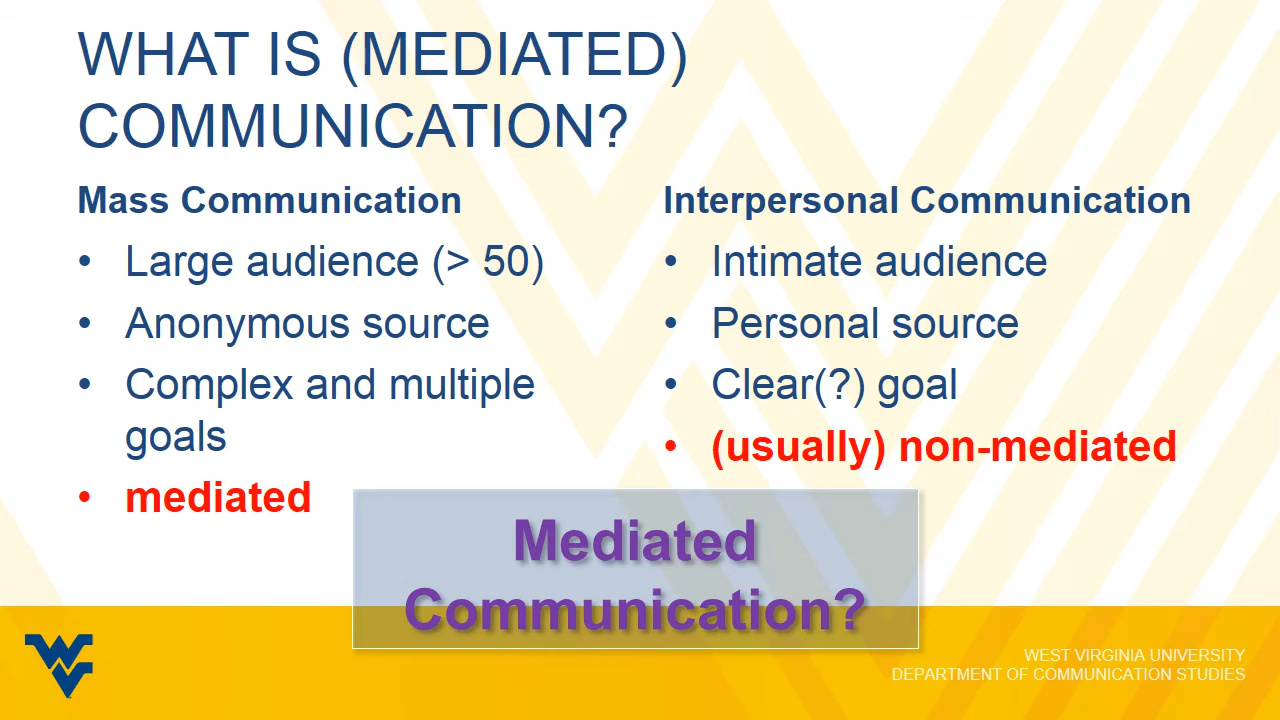 WHAT IS (MEDIATED)
COMMUNICATION?
Mass Communication
• Large audience (> 50)
• Anonymous source
• Complex and multiple
goals
• mediated
Interpersonal Communication
• Intimate audience
• Personal source
• Clear(?) goal
• (usually) non-mediated
Mediated
Communication?
WV
WEST VIRGINIA UNIVERSITY
DEPARTMENT OF COMMUNICATION STUDIES